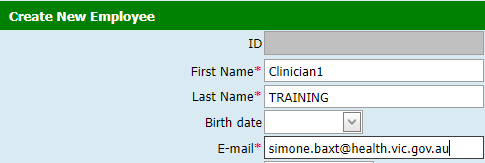 Create New Employee
ID
First Name* Clinician1
Last Name* TRAINING
Birth date
E-mail* simone.baxt@health.vic.gov.au